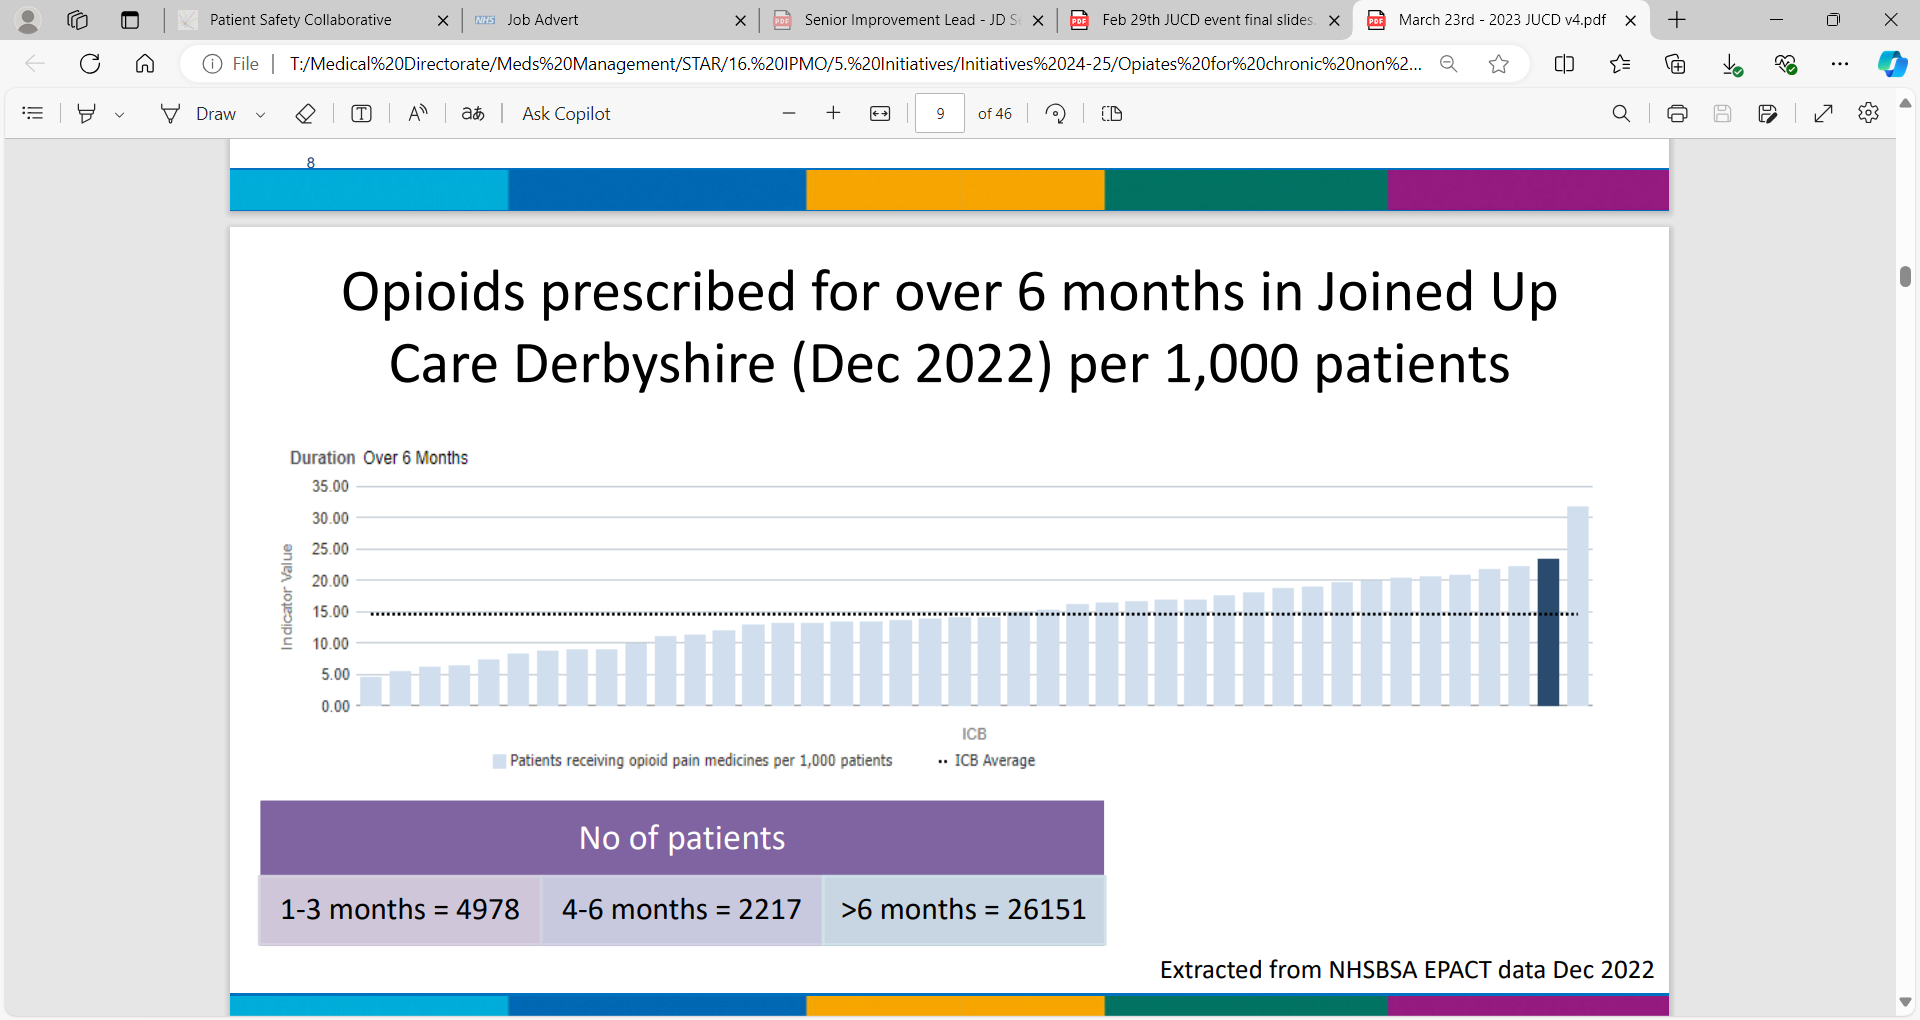 Patient Safety Collaborative
NHS Job Advert
Senior Improvement Lead - JD S
Feb 29th JUCD event final slides.
March 23rd - 2023 JUCD v4.pdf
File T:/Medical%20Directorate/Meds%20Management/STAR/16.%20IPMO/5.%20Initiatives/Initiatives%2024-25/Opiates%20for%20chronic%20non%2...
Draw
Ask Copilot
9 of 46
8
Opioids prescribed for over 6 months in Joined Up
Care Derbyshire (Dec 2022) per 1,000 patients
Duration Over 6 Months
35.00
30.00
25.00
20.00
15.00
10.00
5.00
0.00
Indicator Value
ICB
Patients receiving opioid pain medicines per 1,000 patients
ICB Average
No of patients
1-3 months = 4978
4-6 months = 2217
>6 months = 26151
Extracted from NHSBSA EPACT data Dec 2022